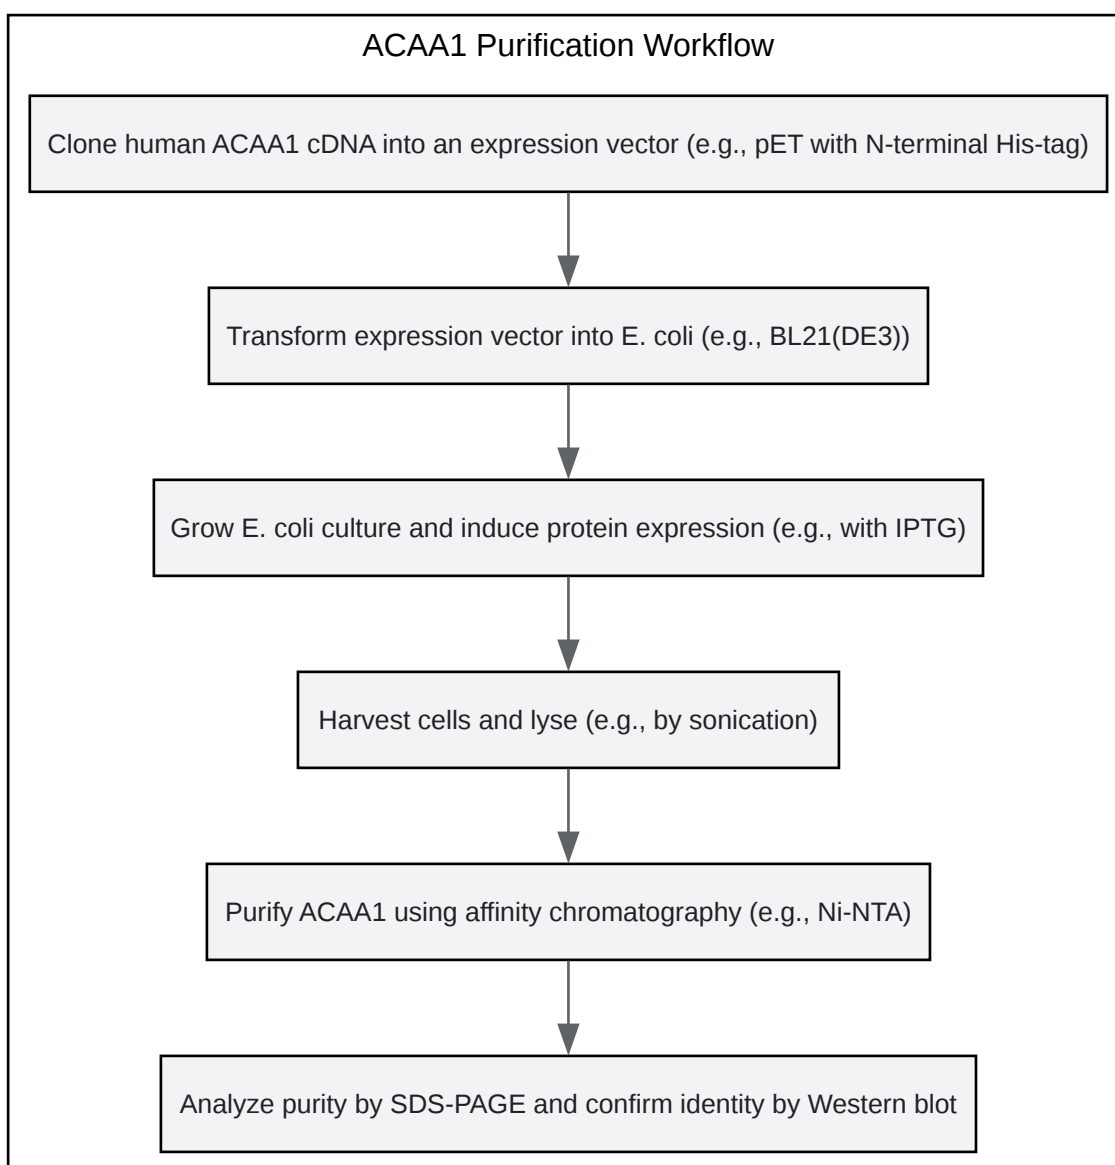 ACAA1 Purification Workflow
Clone human ACAA1 cDNA into an expression vector (e.g., pET with N-terminal His-tag)
Transform expression vector into E. coli (e.g., BL21(DE3))
Grow E. coli culture and induce protein expression (e.g., with IPTG)
Harvest cells and lyse (e.g., by sonication)
Purify ACAA1 using affinity chromatography (e.g., Ni-NTA)
Analyze purity by SDS-PAGE and confirm identity by Western blot